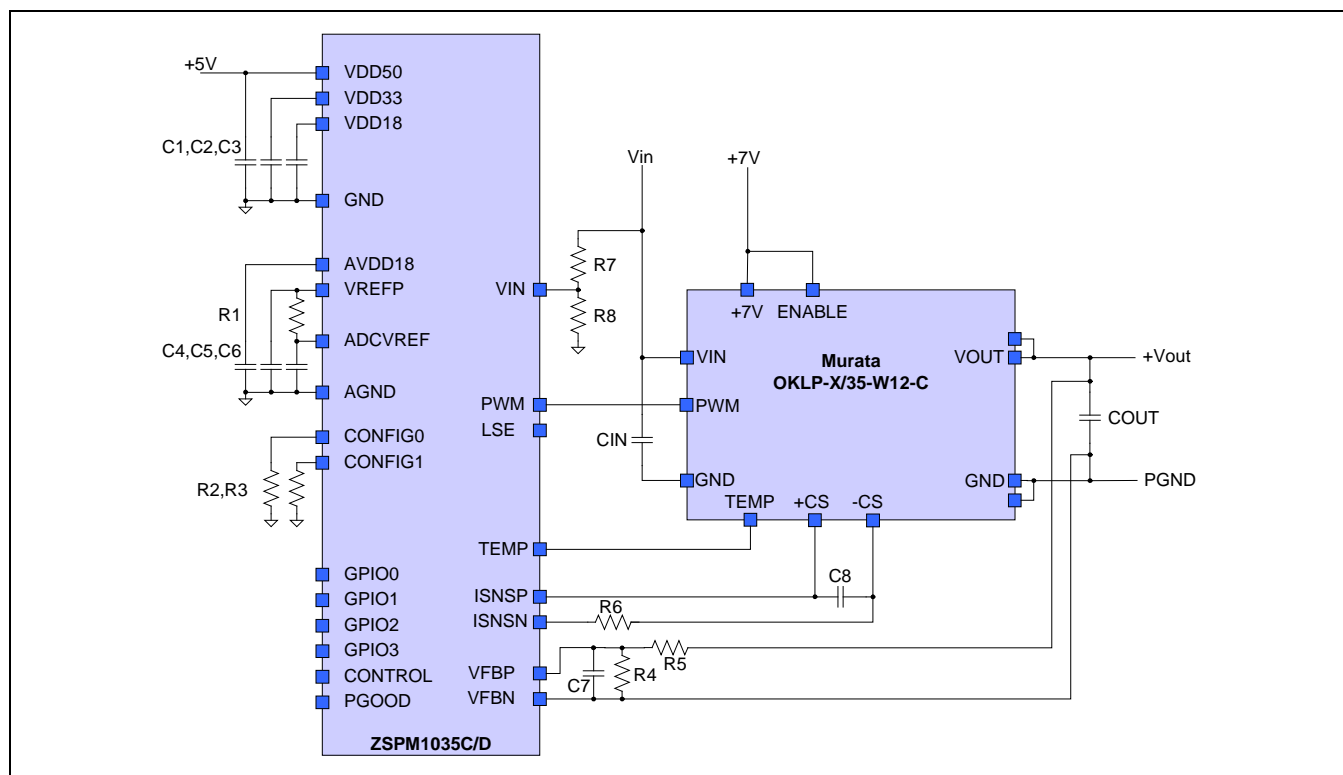 +5V
VDD50
VDD33
VDD18
C1,C2,C3
GND
AVDD18
VREFP
R1
ADCVREF
C4,C5,C6
AGND
CONFIG0
CONFIG1
R2,R3
GPIO0
GPIO1
GPIO2
GPIO3
CONTROL
PGOOD
VIN
PWM
LSE
TEMP
ISNSP
ISNSN
VFBP
VFBN
ZSPM1035C/D
Vin
+7V
R7
R8
CIN
+7V
ENABLE
VIN
Murata
OKLP-X/35-W12-C
VOUT
+Vout
PWM
COUT
GND
GND
PGND
TEMP
+CS
-CS
C8
R6
R5
C7
R4